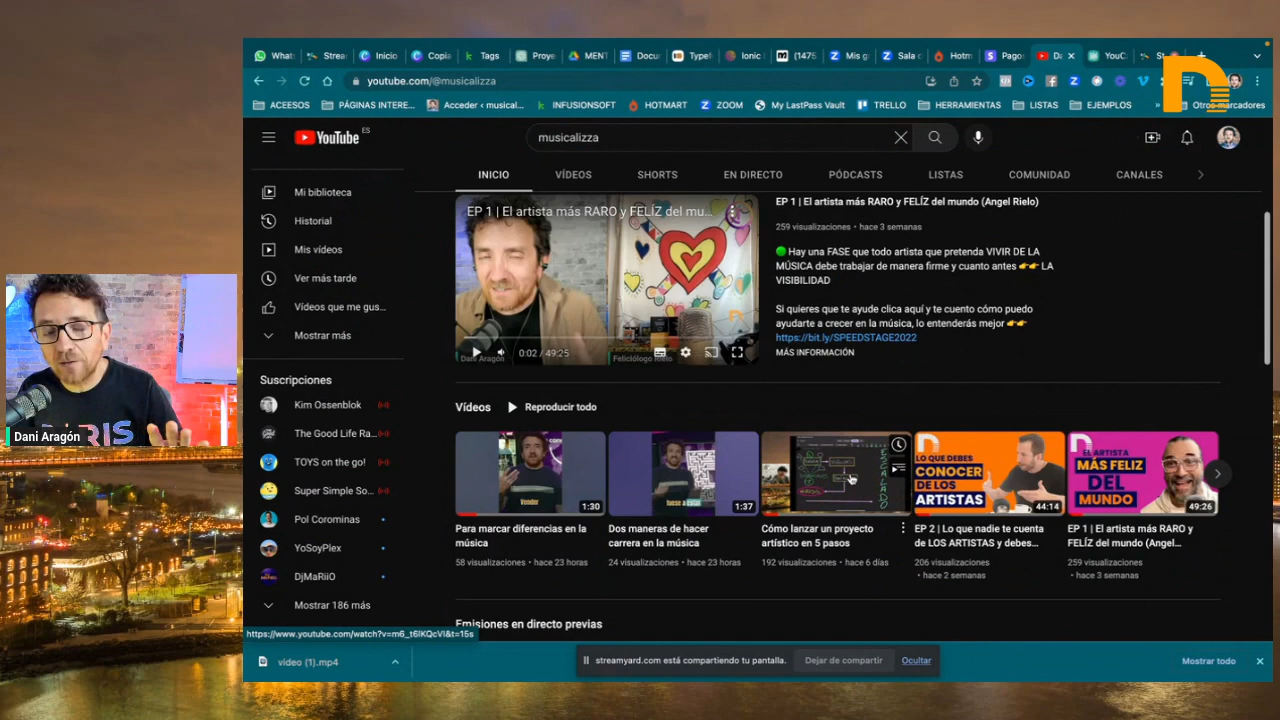 Whats
Strea
Inicio
Copia
Tags
Proye
MENT
Docur
Typef
Ionic I
(1475
Mis g
Sala c
Hotm
Pago:
Da
YouC
St
youtube.com/@musicalizza
ACEESOS
PÁGINAS INTERE...
Acceder ‹ musical...
INFUSIONSOFT
HOTMART
ZOOM
My LastPass Vault
TRELLO
HERRAMIENTAS
LISTAS
EJEMPLOS
»
Otros marcadores
YouTube
ES
musicalizza
INICIO
VÍDEOS
SHORTS
EN DIRECTO
PÓDCASTS
LISTAS
COMUNIDAD
CANALES
Mi biblioteca
Historial
Mis vídeos
Ver más tarde
Vídeos que me gus...
Mostrar más
Suscripciones
Kim Ossenblok
The Good Life Ra...
TOYS on the go!
Super Simple So...
Pol Corominas
YoSoyPlex
DjMaRiiO
Mostrar 186 más
EP 1 | El artista más RARO y FELÍZ del mu...
0:02 / 49:25
Dani Aragón
EP 1 | El artista más RARO y FELÍZ del mundo (Angel Rielo)
259 visualizaciones • hace 3 semanas
Hay una FASE que todo artista que pretenda VIVIR DE LA
MÚSICA debe trabajar de manera firme y cuanto antes 👉👉 LA
VISIBILIDAD
Si quieres que te ayude clica aquí y te cuento cómo puedo
ayudarte a crecer en la música, lo entenderás mejor 👉👉
https://bit.ly/SPEEDSTAGE2022
MÁS INFORMACIÓN
Vídeos
Reproducir todo
Vender
1:30
fuese a estar
1:37
LO QUE DEBES
CONOCER
DE LOS
ARTISTAS
44:14
EL ARTISTA
MÁS FELIZ
DEL
MUNDO
49:26
Para marcar diferencias en la
música
58 visualizaciones • hace 23 horas
Dos maneras de hacer
carrera en la música
24 visualizaciones • hace 23 horas
Cómo lanzar un proyecto
artístico en 5 pasos
192 visualizaciones • hace 6 días
EP 2 | Lo que nadie te cuenta
de LOS ARTISTAS y debes...
206 visualizaciones
• hace 2 semanas
EP 1 | El artista más RARO y
FELÍZ del mundo (Angel...
259 visualizaciones
• hace 3 semanas
Emisiones en directo previas
https://www.youtube.com/watch?v=m6_t6lKQcVI&t=15s
video (1).mp4
streamyard.com está compartiendo tu pantalla.
Dejar de compartir
Ocultar
Mostrar todo
Dani Aragón